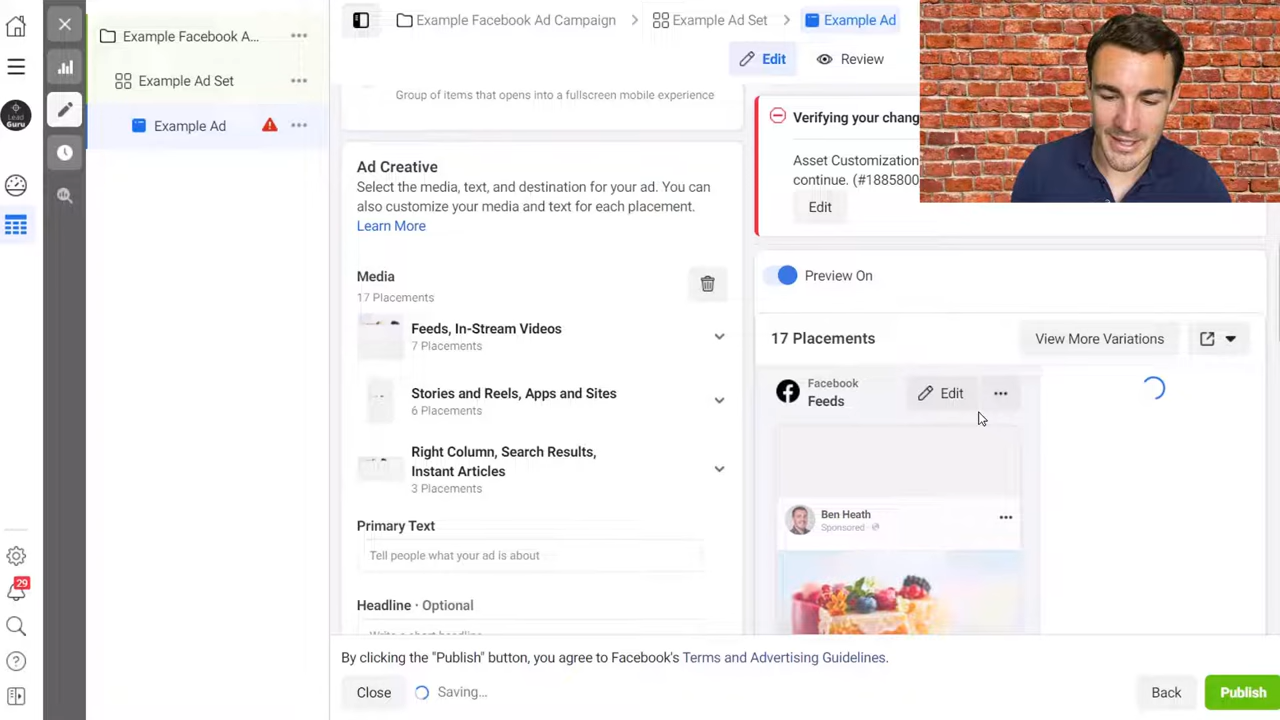 Example Facebook Ad Campaign > Example Ad Set > Example Ad
Example Facebook A...
Example Ad Set
Example Ad
Lead
Guru
29
Edit
Review
Group of items that opens into a fullscreen mobile experience
Ad Creative
Select the media, text, and destination for your ad. You can
also customize your media and text for each placement.
Learn More
Media
17 Placements
Feeds, In-Stream Videos
7 Placements
Stories and Reels, Apps and Sites
6 Placements
Right Column, Search Results,
Instant Articles
3 Placements
Primary Text
Tell people what your ad is about
Headline · Optional
Write a short headline
Verifying your chang
Asset Customization
continue. (#1885800
Edit
Preview On
17 Placements
View More Variations
Facebook
Feeds
Edit
Ben Heath
Sponsored ·
By clicking the "Publish" button, you agree to Facebook's Terms and Advertising Guidelines.
Close
Saving...
Back
Publish